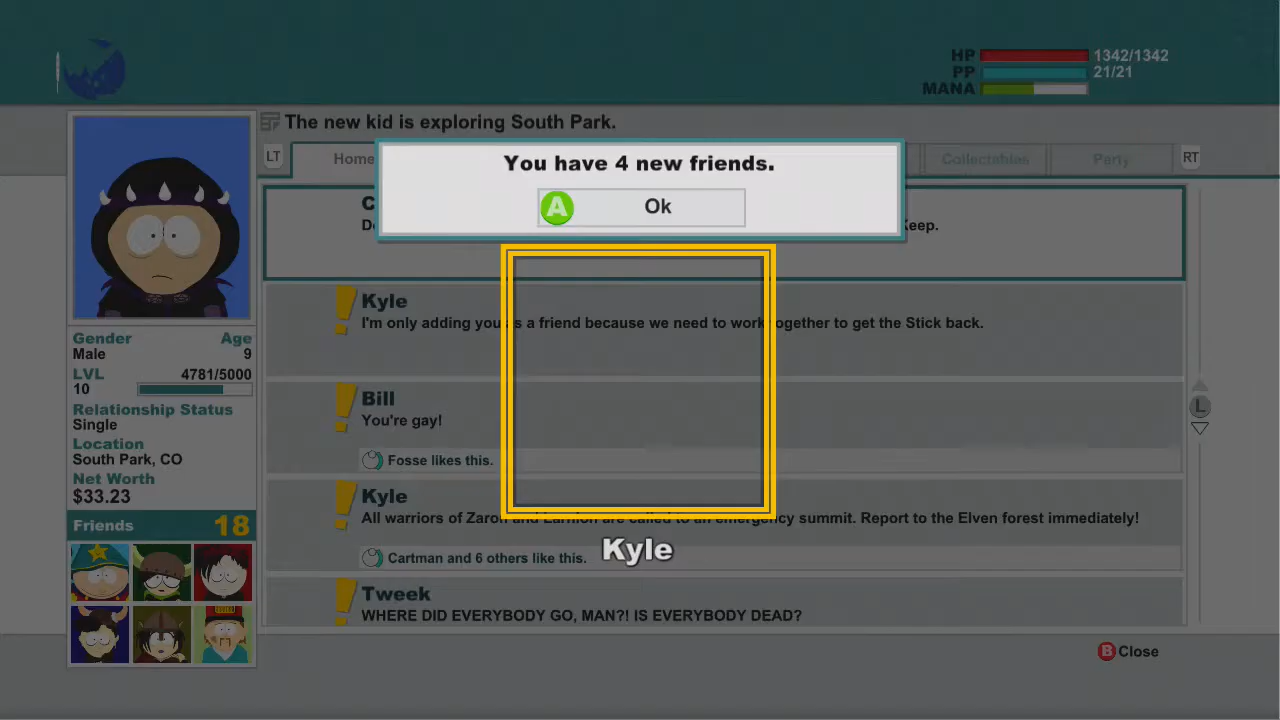 HP 1342/1342
PP 21/21
MANA
The new kid is exploring South Park.
LT
Home
Collectables
Perty
RT
You have 4 new friends.
A Ok
C
D
Keep.
Kyle
I'm only adding you as a friend because we need to work together to get the Stick back.
Bill
You're gay!
Fosse likes this.
Kyle
All warriors of Zaron and Larnion are called to an emergency summit. Report to the Elven forest immediately!
Cartman and 6 others like this.
Kyle
Tweek
WHERE DID EVERYBODY GO, MAN?! IS EVERYBODY DEAD?
L
Gender Age
Male 9
LVL 4781/5000
10
Relationship Status
Single
Location
South Park, CO
Net Worth
$33.23
Friends 18
B Close